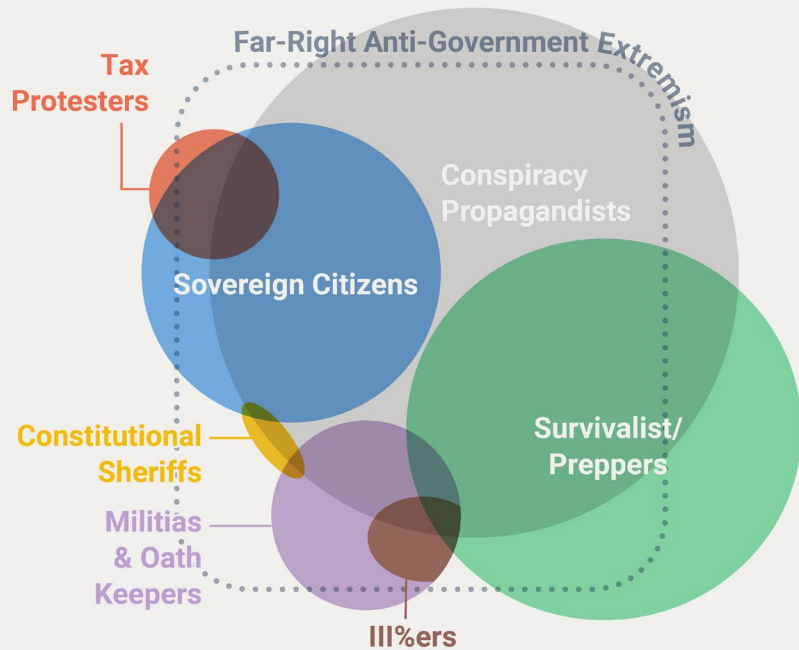 Far-Right Anti-Government Extremism
Tax
Protesters
Conspiracy
Propagandists
Sovereign Citizens
Survivalist/
Preppers
Constitutional
Sheriffs
Militias
& Oath
Keepers
III%ers